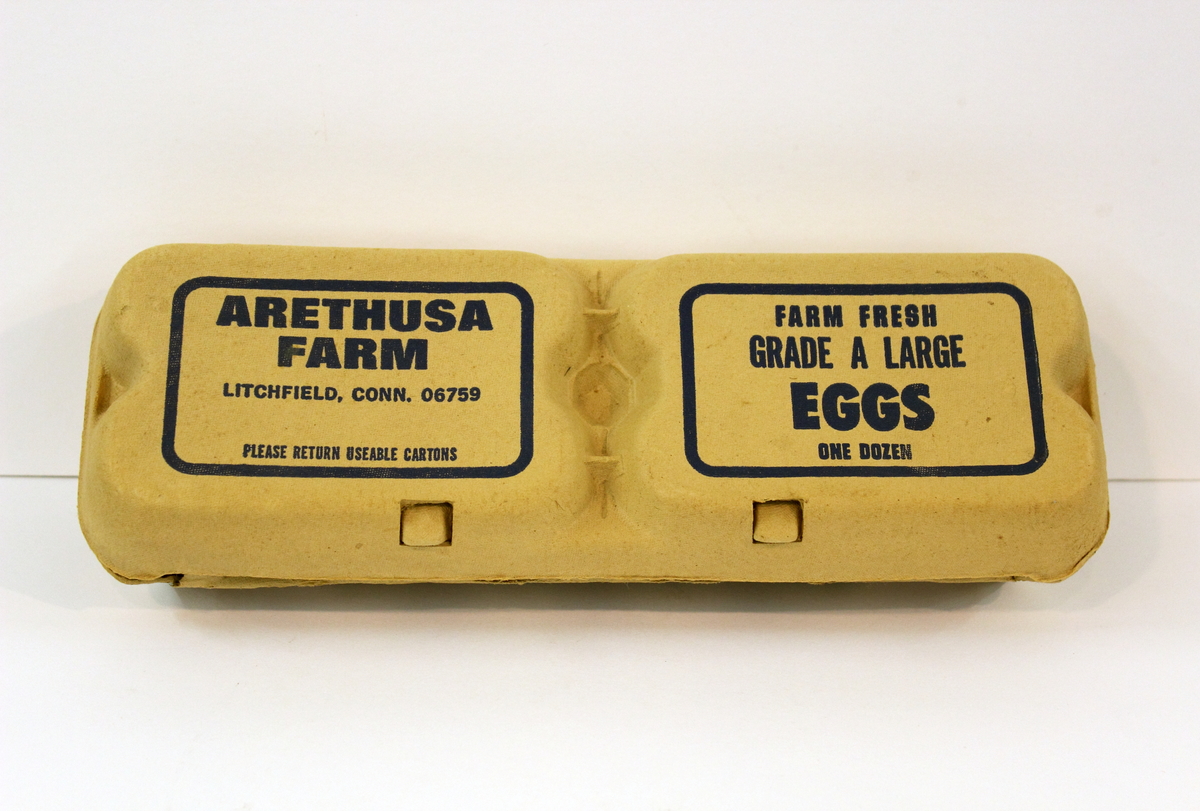 ARETHUSA
FARM
LITCHFIELD, CONN. 06759
PLEASE RETURN USEABLE CARTONS
FARM FRESH
GRADE A LARGE
EGGS
ONE DOZEN